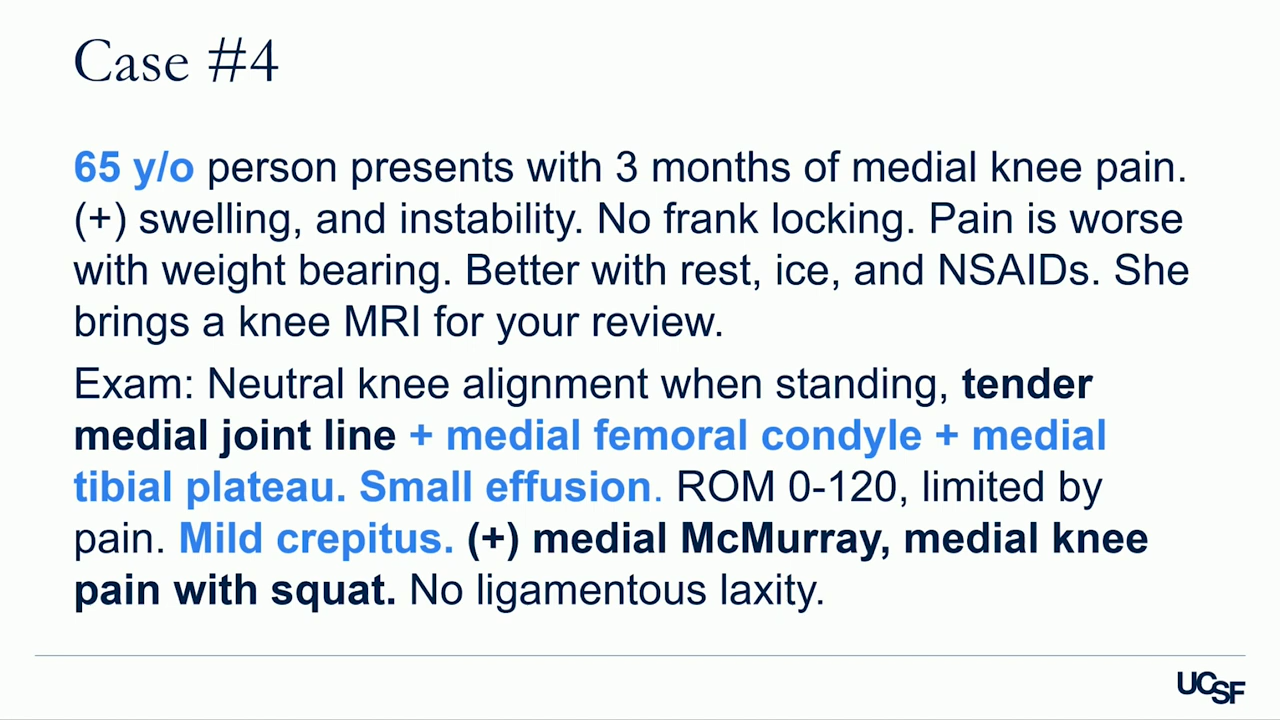 Case #4
65 y/o person presents with 3 months of medial knee pain.
(+) swelling, and instability. No frank locking. Pain is worse
with weight bearing. Better with rest, ice, and NSAIDs. She
brings a knee MRI for your review.
Exam: Neutral knee alignment when standing, tender
medial joint line + medial femoral condyle + medial
tibial plateau. Small effusion. ROM 0-120, limited by
pain. Mild crepitus. (+) medial McMurray, medial knee
pain with squat. No ligamentous laxity.
UCSF